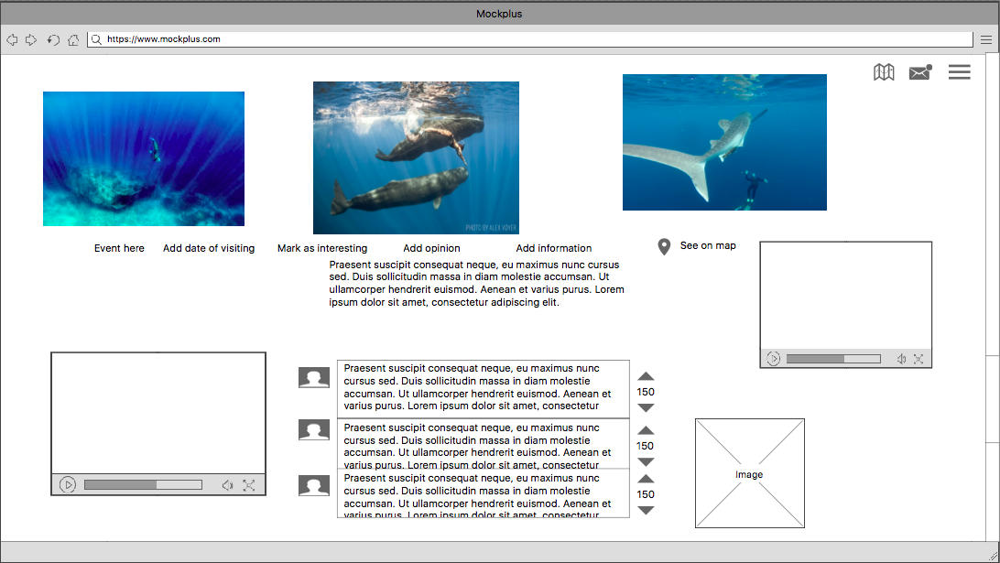 Mockplus
https://www.mockplus.com
PHOTO BY ALEX VOYER
Event here
Add date of visiting
Mark as interesting
Add opinion
Add information
See on map
Praesent suscipit consequat neque, eu maximus nunc cursus
sed. Duis sollicitudin massa in diam molestie accumsan. Ut
ullamcorper hendrerit euismod. Aenean et varius purus. Lorem
ipsum dolor sit amet, consectetur adipiscing elit.
Praesent suscipit consequat neque, eu maximus nunc
cursus sed. Duis sollicitudin massa in diam molestie
accumsan. Ut ullamcorper hendrerit euismod. Aenean et
varius purus. Lorem ipsum dolor sit amet, consectetur
150
Praesent suscipit consequat neque, eu maximus nunc
cursus sed. Duis sollicitudin massa in diam molestie
accumsan. Ut ullamcorper hendrerit euismod. Aenean et
varius purus. Lorem ipsum dolor sit amet, consectetur
150
Praesent suscipit consequat neque, eu maximus nunc
cursus sed. Duis sollicitudin massa in diam molestie
accumsan. Ut ullamcorper hendrerit euismod. Aenean et
varius purus. Lorem ipsum dolor sit amet, consectetur
150
Image